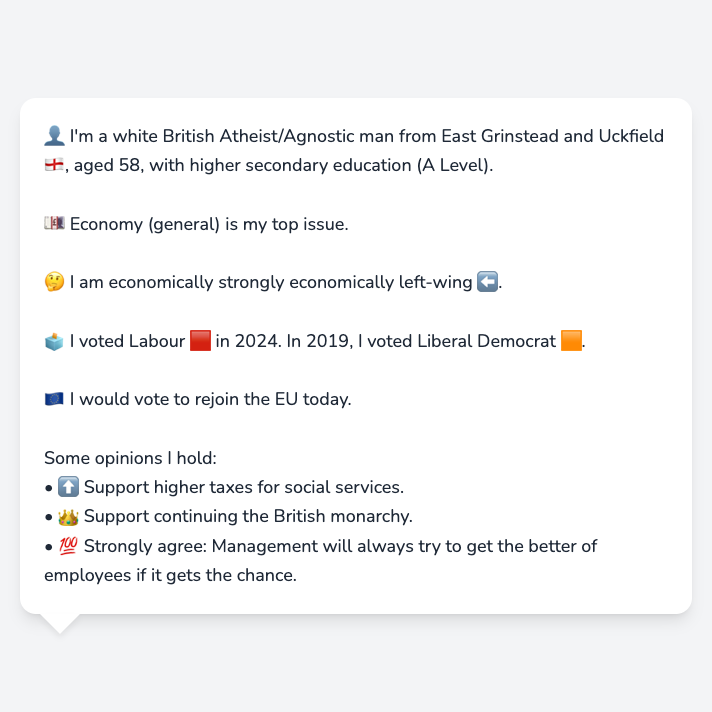 👤 I'm a white British Atheist/Agnostic man from East Grinstead and Uckfield
🏴󠁧󠁢󠁥󠁮󠁧󠁿, aged 58, with higher secondary education (A Level).
💷 Economy (general) is my top issue.
🤔 I am economically strongly economically left-wing ⬅️.
🗳️ I voted Labour 🟥 in 2024. In 2019, I voted Liberal Democrat 🟧.
🇪🇺 I would vote to rejoin the EU today.
Some opinions I hold:
• ⬆️ Support higher taxes for social services.
• 👑 Support continuing the British monarchy.
• 💯 Strongly agree: Management will always try to get the better of
employees if it gets the chance.